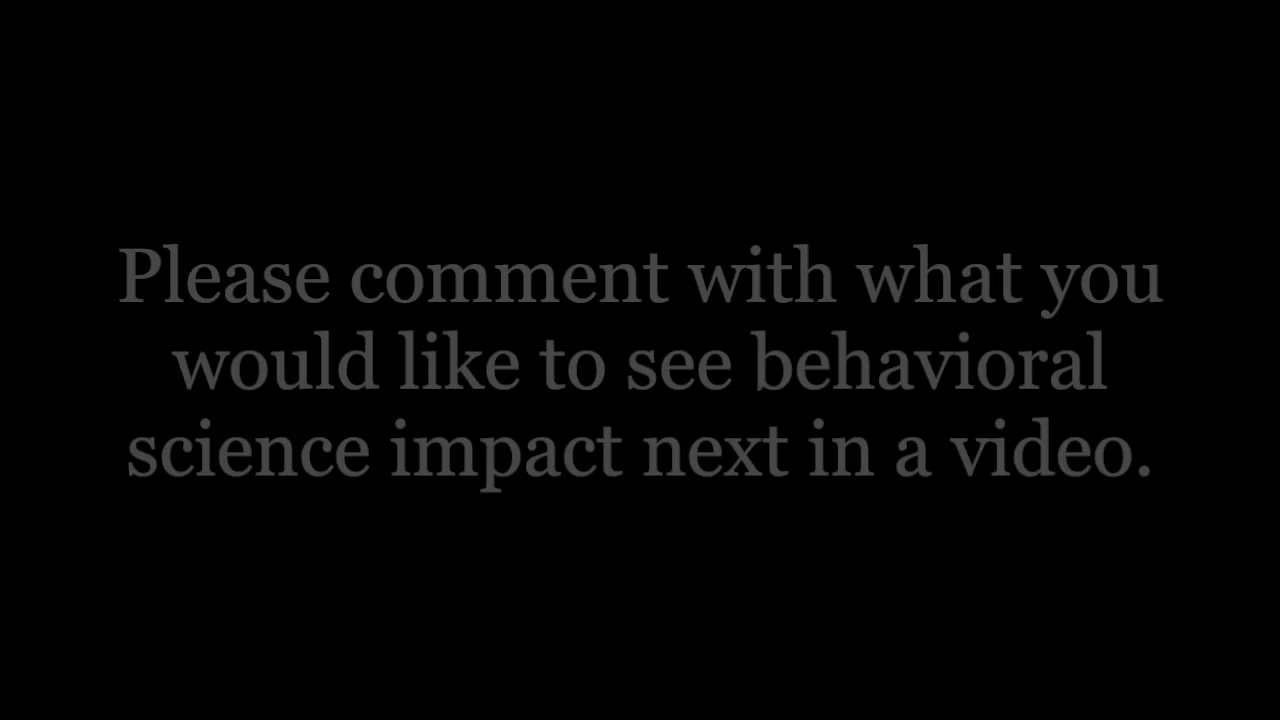 Please comment with what you
would like to see behavioral
science impact next in a video.